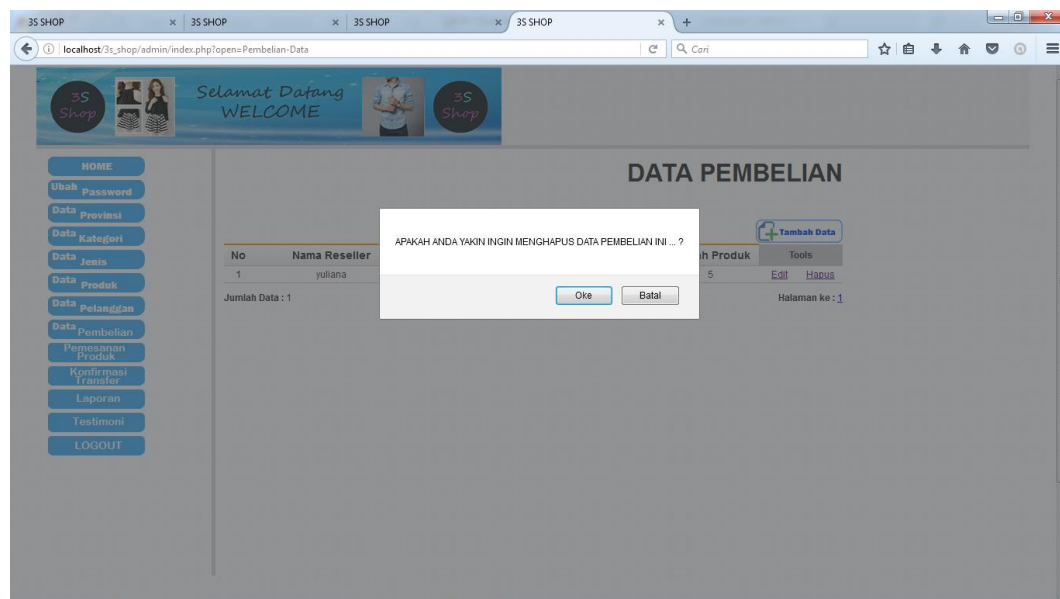 3S SHOP
3S SHOP
3S SHOP
3S SHOP
localhost/3s_shop/admin/index.php?open=Pembelian-Data
Cari
3S
Shop
Selamat Datang
WELCOME
3S
Shop
HOME
Ubah Password
Data Provinsi
Data Kategori
Data Jenis
Data Produk
Data Pelanggan
Data Pembelian
Pemesanan
Produk
Konfirmasi
Transfer
Laporan
Testimoni
LOGOUT
DATA PEMBELIAN
Tambah Data
APAKAH ANDA YAKIN INGIN MENGHAPUS DATA PEMBELIAN INI ... ?
Oke Batal
No Nama Reseller h Produk Tools
1 yuliana 5 Edit Hapus
Jumlah Data : 1 Halaman ke : 1